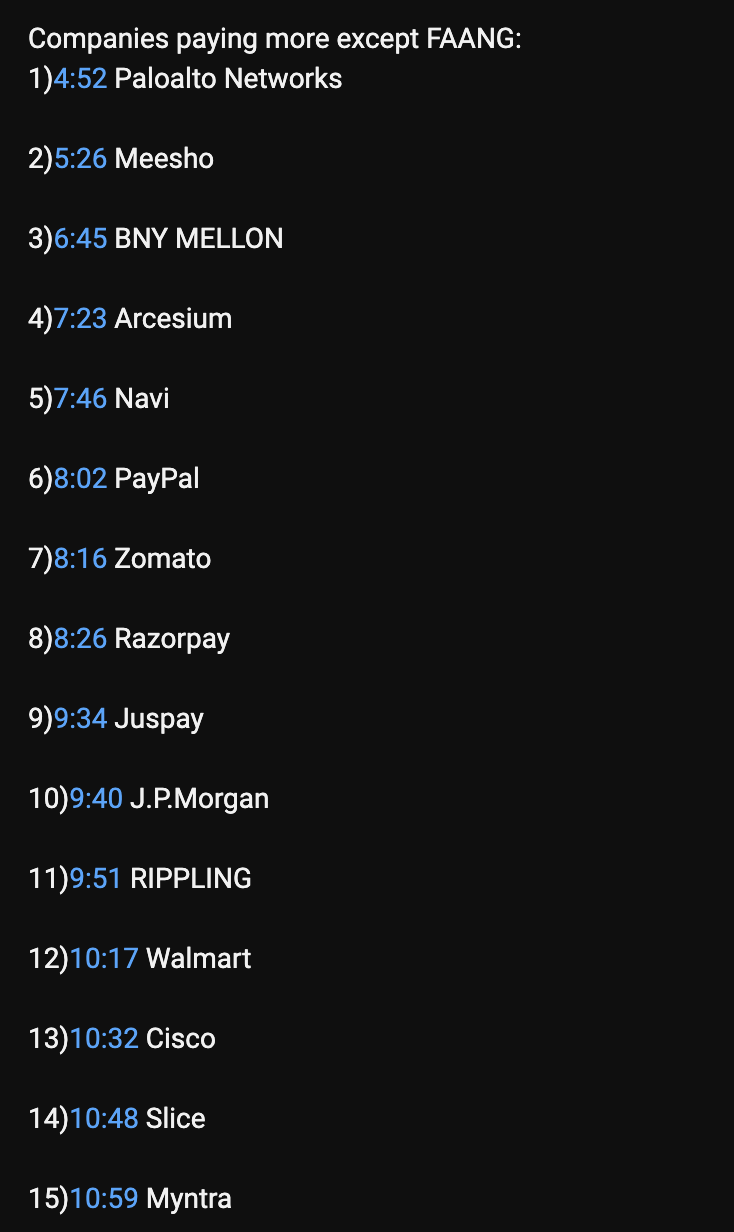 Companies paying more except FAANG:
1)4:52 Paloalto Networks
2)5:26 Meesho
3)6:45 BNY MELLON
4)7:23 Arcesium
5)7:46 Navi
6)8:02 PayPal
7)8:16 Zomato
8)8:26 Razorpay
9)9:34 Juspay
10)9:40 J.P.Morgan
11)9:51 RIPPLING
12)10:17 Walmart
13)10:32 Cisco
14)10:48 Slice
15)10:59 Myntra